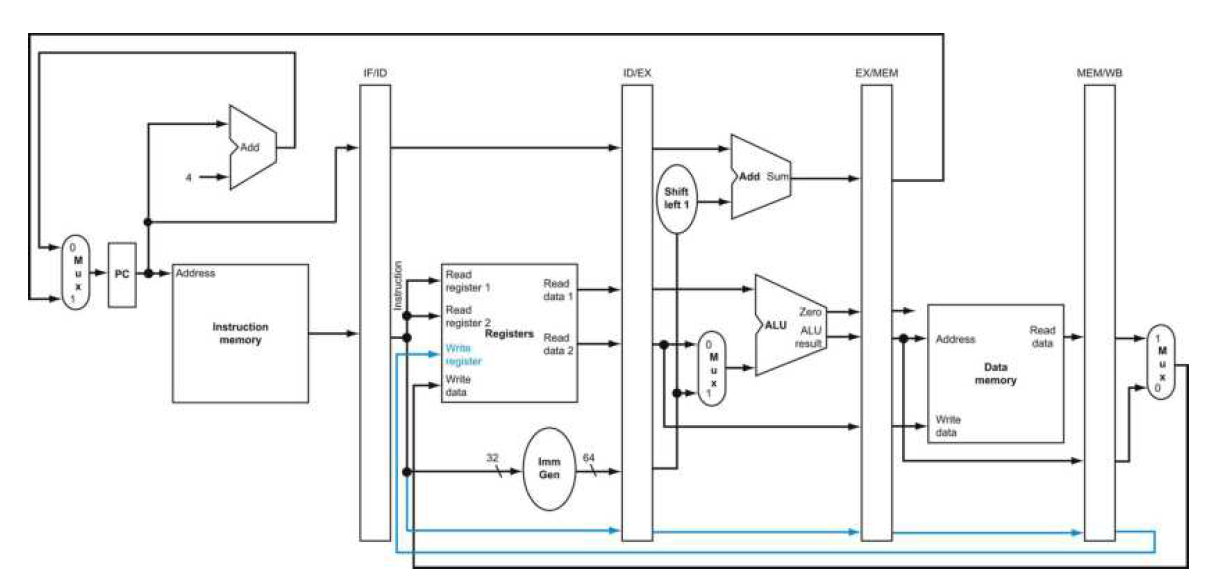 IF/ID
ID/EX
EX/MEM
MEM/WB
Add
4
Add Sum
Shift
left 1
0
M
u
x
1
PC
Address
Instruction
memory
Instruction
Read
register 1
Read
register 2
Write
register
Write
data
Registers
Read
data 1
Read
data 2
0
M
u
x
1
Zero
ALU
ALU
result
Address
Read
data
Data
memory
Write
data
1
M
u
x
0
32
Imm
Gen
64